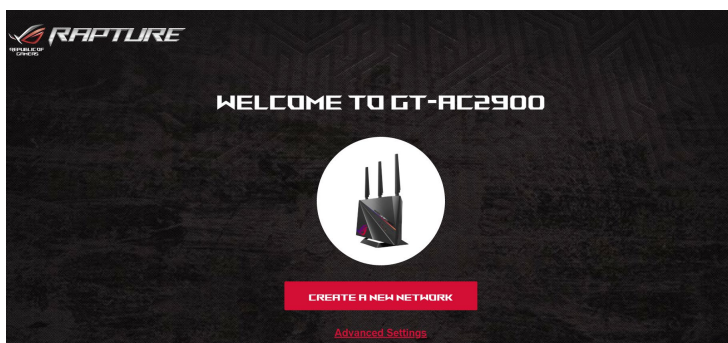 REPUBLIC OF
GAMERS
RAPTURE
WELCOME TO GT-AC2900
CREATE A NEW NETWORK
Advanced Settings